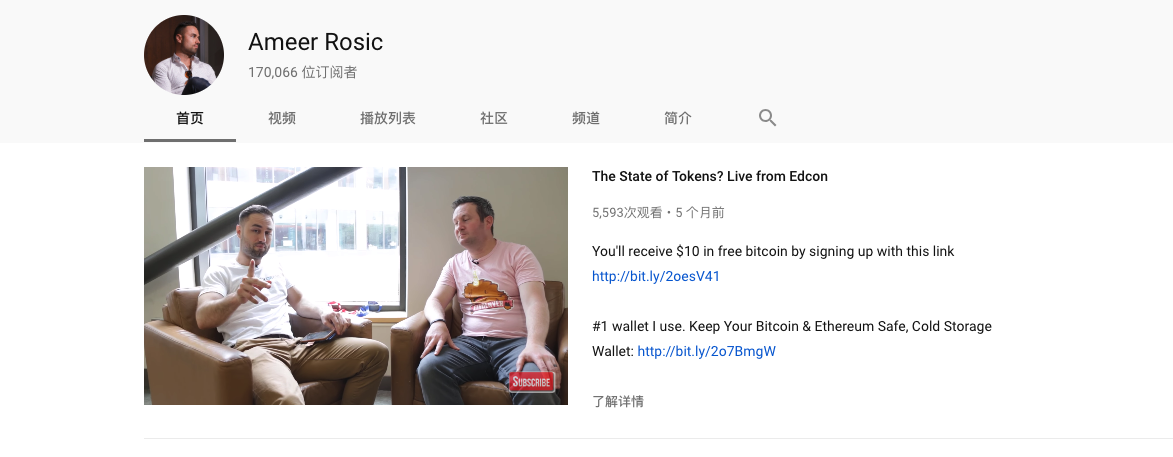 Ameer Rosic
170,066 位订阅者
首页 视频 播放列表 社区 频道 简介
The State of Tokens? Live from Edcon
5,593次观看 • 5 个月前
You'll receive $10 in free bitcoin by signing up with this link
http://bit.ly/2oesV41
#1 wallet I use. Keep Your Bitcoin & Ethereum Safe, Cold Storage
Wallet: http://bit.ly/2o7BmgW
SUBSCRIBE
了解详情